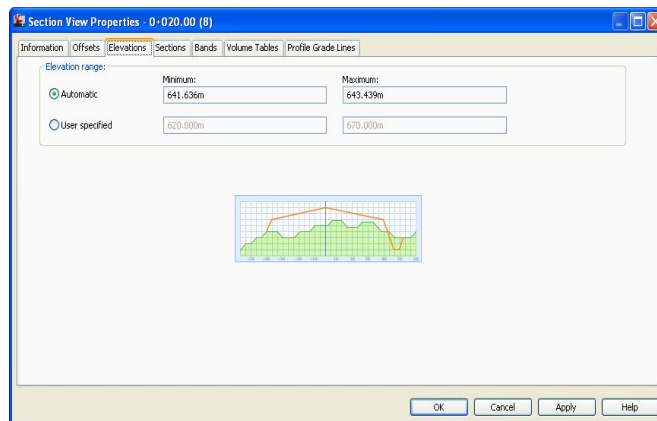 Section View Properties - 0+020.00 (8)
Information Offsets Elevations Sections Bands Volume Tables Profile Grade Lines
Elevation range:
Minimum: Maximum:
Automatic 641.636m 643.439m
User specified 620.000m 670.000m
OK Cancel Apply Help